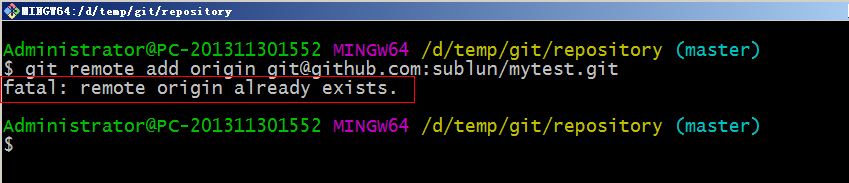 MINGW64:/d/temp/git/repository
Administrator@PC-201311301552 MINGW64 /d/temp/git/repository (master)
$ git remote add origin git@github.com:sublun/mytest.git
fatal: remote origin already exists.
Administrator@PC-201311301552 MINGW64 /d/temp/git/repository (master)
$